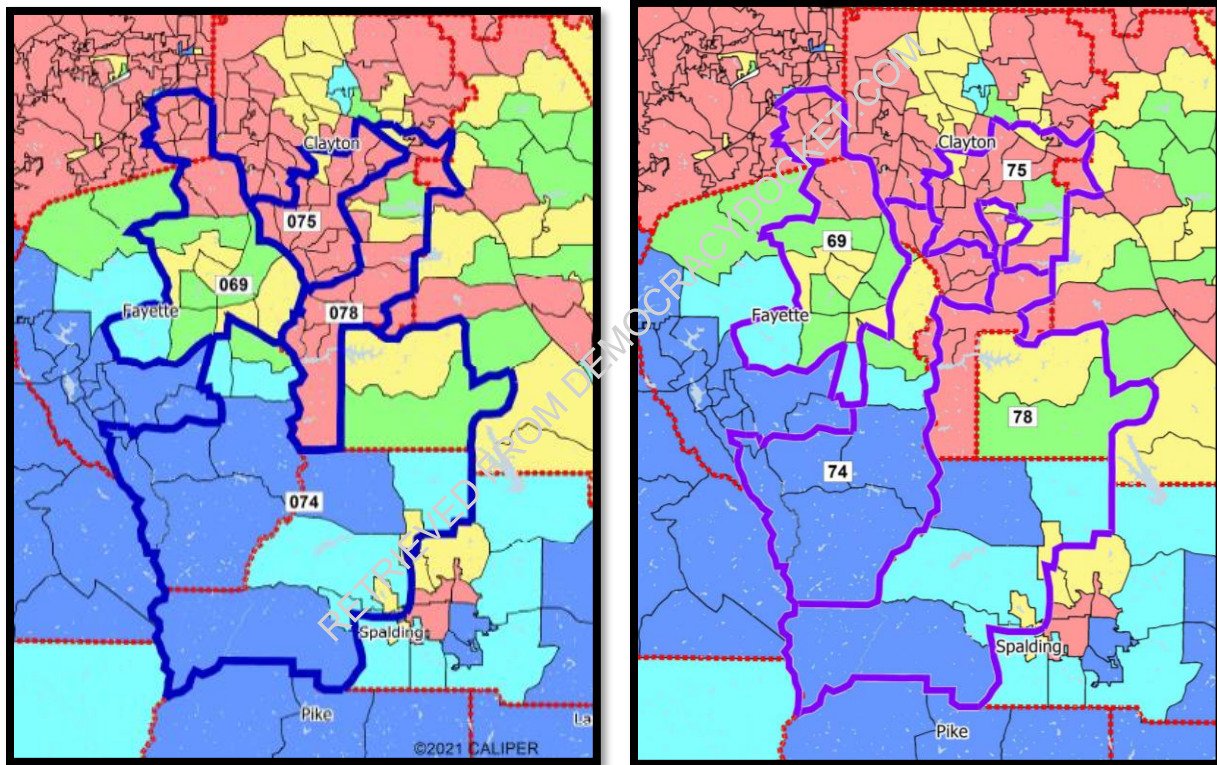 Clayton
075
069
Fayette
078
074
Spalding
Pike
La
©2021 CALIPER
Clayton
75
69
Fayette
78
74
Spalding
Pike
RETRIEVED FROM DEMOCRACYDOCKET.COM